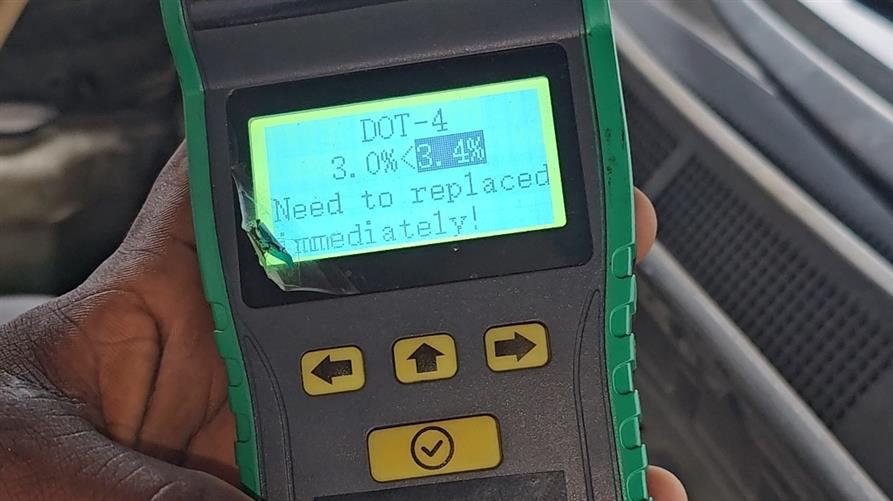 DOT-4
3.0%<3.4%
Need to replaced
immediately!